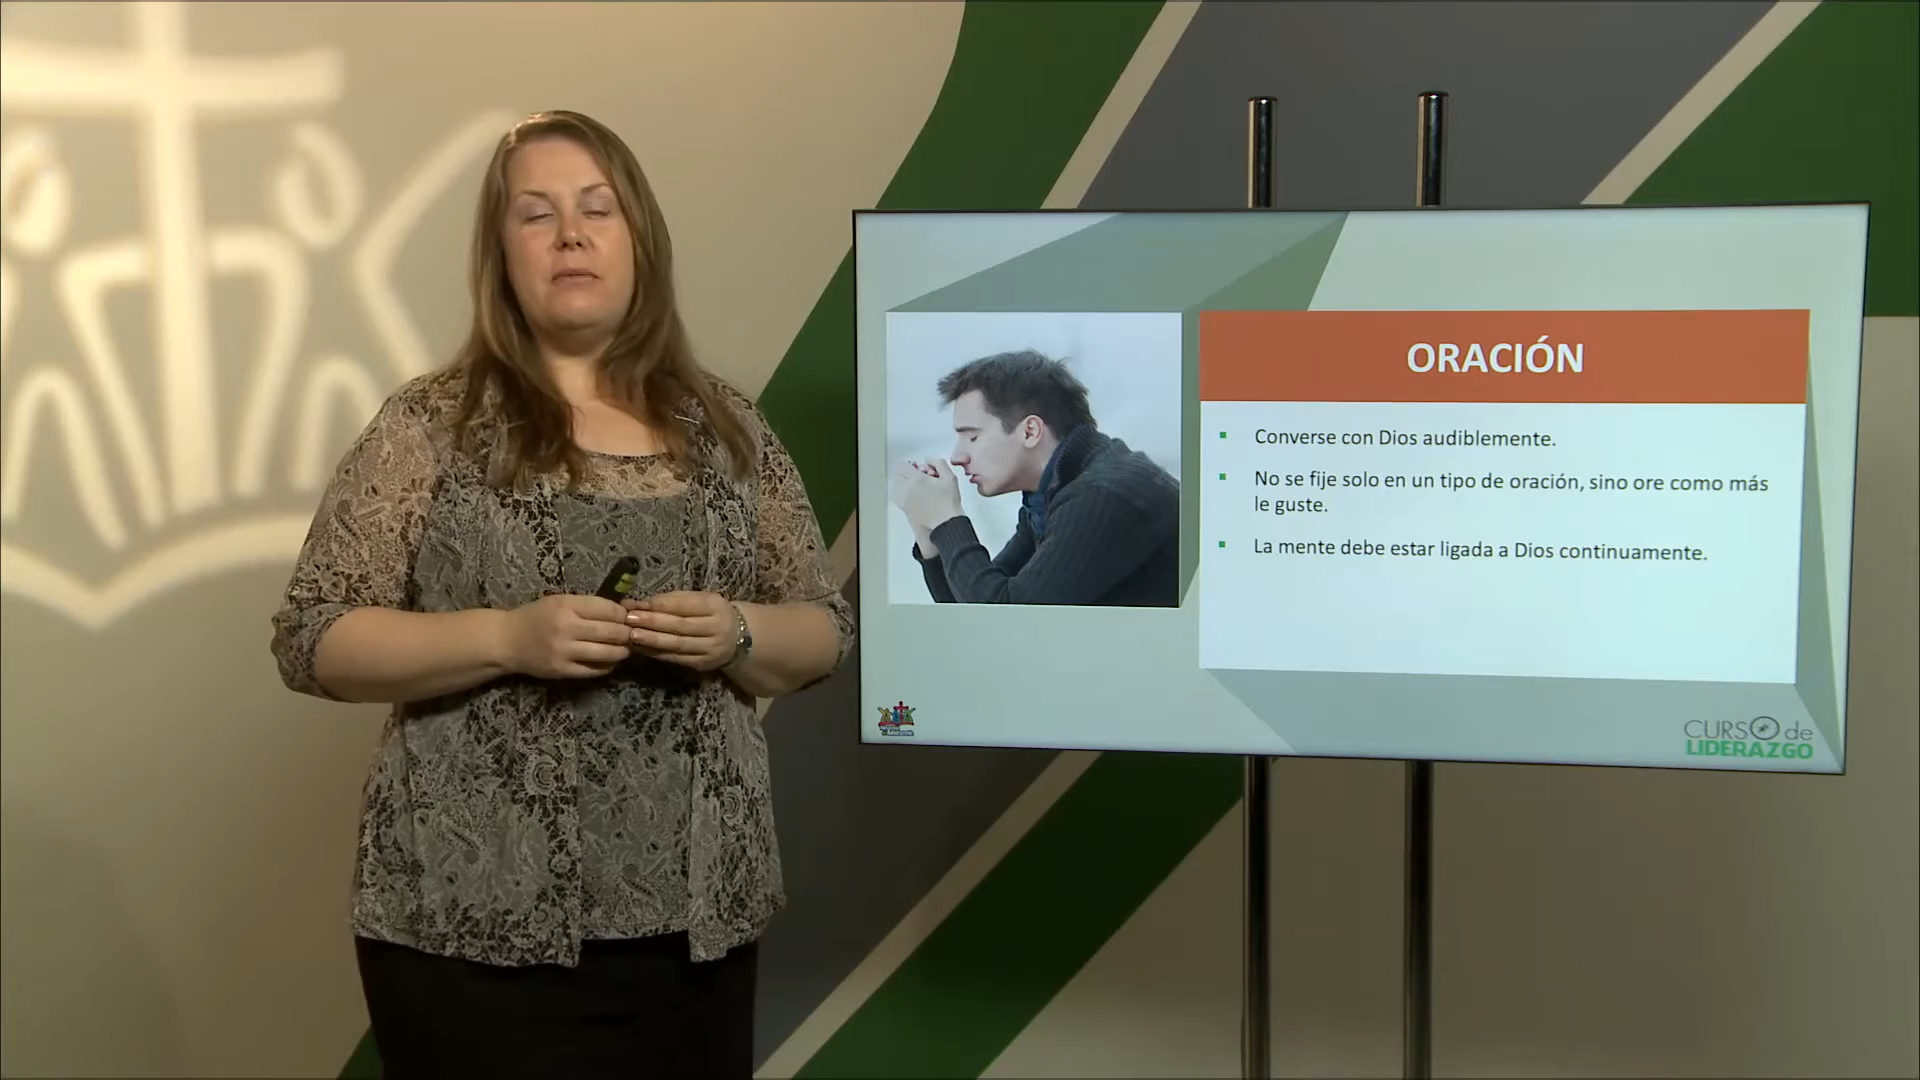 ORACIÓN
Converse con Dios audiblemente.
No se fije solo en un tipo de oración, sino ore como más
le guste.
La mente debe estar ligada a Dios continuamente.
CURSO de
LIDERAZGO